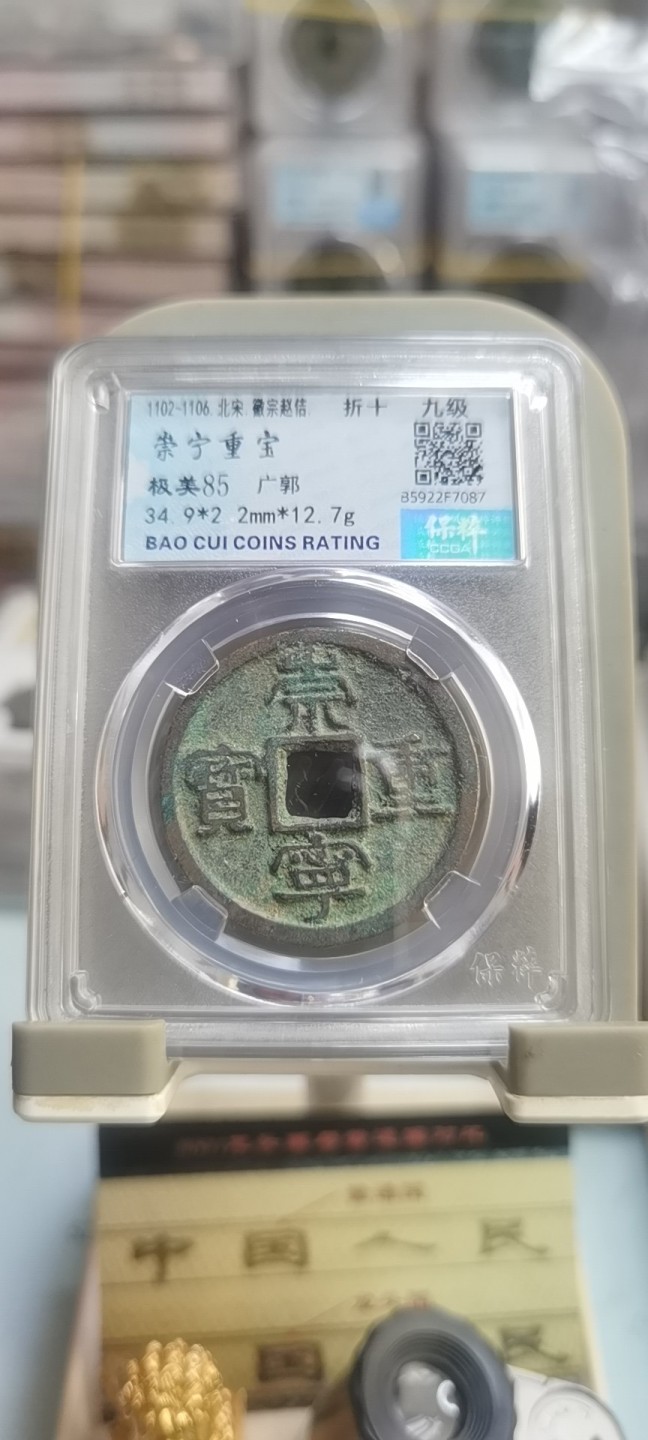 1102-1106.北宋.徽宗赵佶. 折十 九级
崇宁重宝
极美85 广郭
B5922F7087
34.9*2.2mm*12.7g
BAO CUI COINS RATING
保粹
CCGA
崇
寶 重
寧
保粹
中国人民
国 民